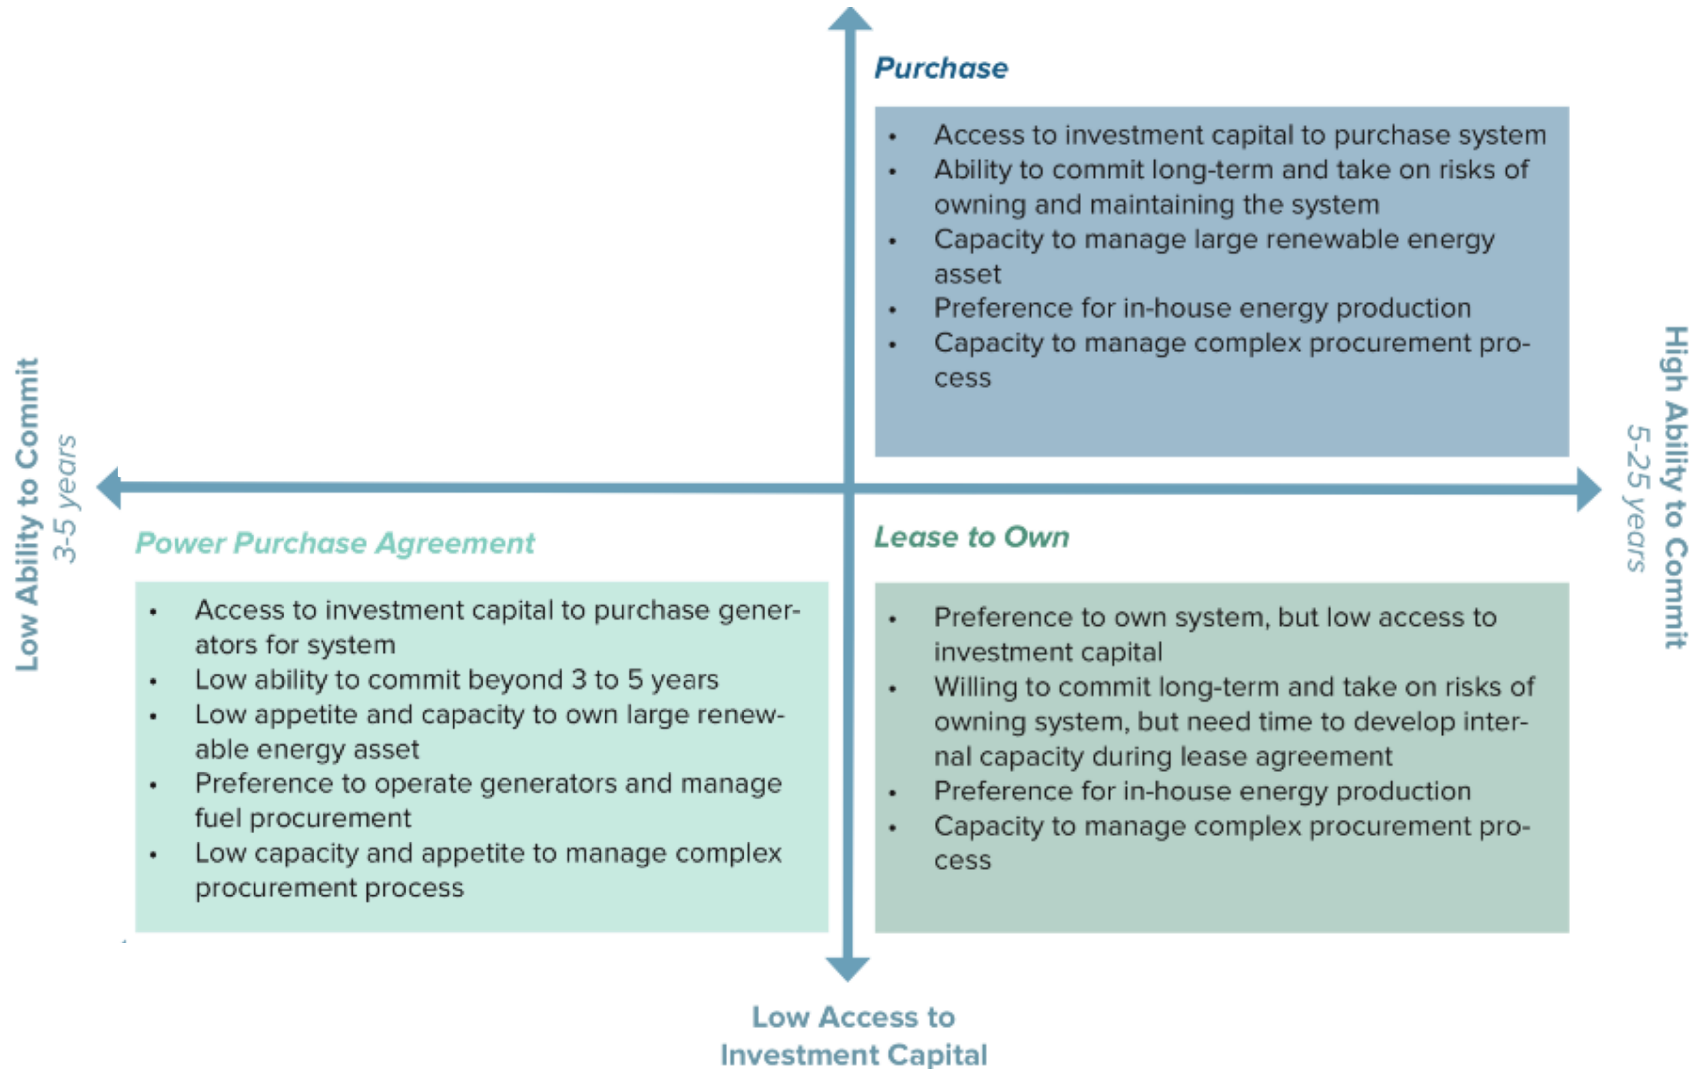 Purchase
• Access to investment capital to purchase system
• Ability to commit long-term and take on risks of
owning and maintaining the system
• Capacity to manage large renewable energy
asset
• Preference for in-house energy production
• Capacity to manage complex procurement pro-
cess
Low Ability to Commit
3-5 years
High Ability to Commit
5-25 years
Power Purchase Agreement
• Access to investment capital to purchase gener-
ators for system
• Low ability to commit beyond 3 to 5 years
• Low appetite and capacity to own large renew-
able energy asset
• Preference to operate generators and manage
fuel procurement
• Low capacity and appetite to manage complex
procurement process
Lease to Own
• Preference to own system, but low access to
investment capital
• Willing to commit long-term and take on risks of
owning system, but need time to develop inter-
nal capacity during lease agreement
• Preference for in-house energy production
• Capacity to manage complex procurement pro-
cess
Low Access to
Investment Capital